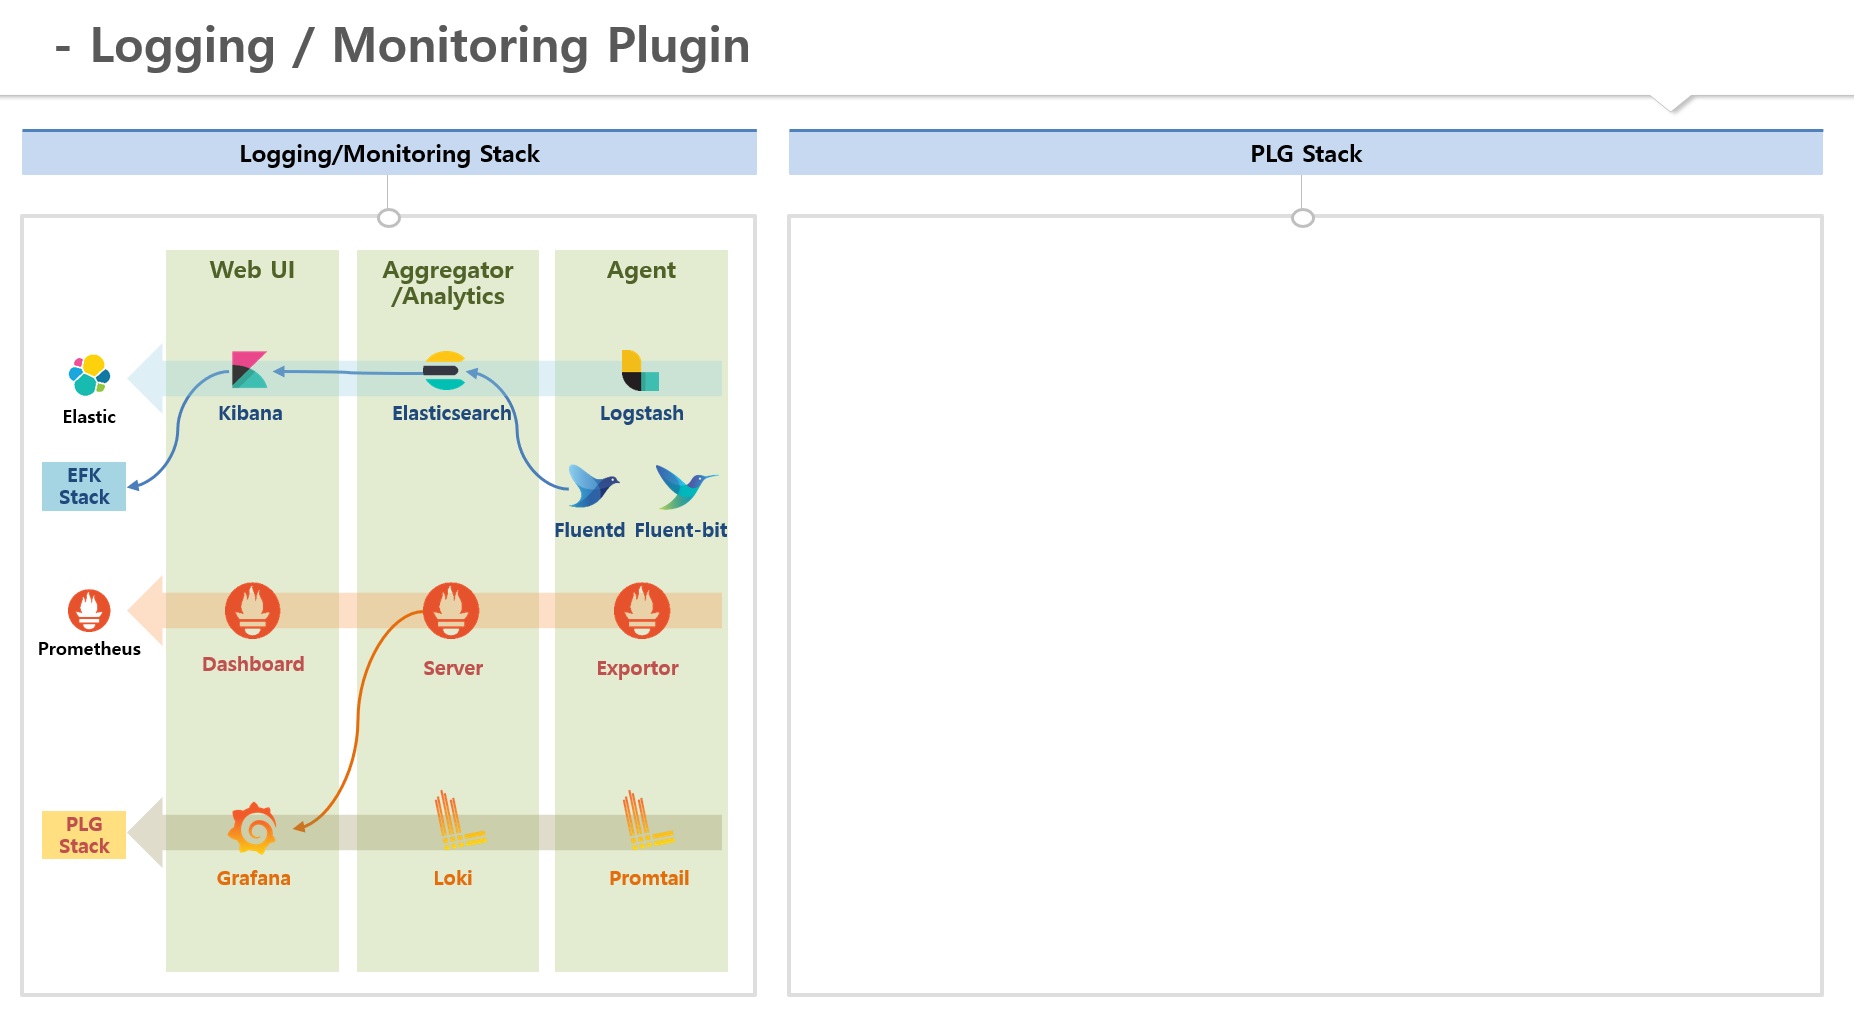 - Logging / Monitoring Plugin
Logging/Monitoring Stack
PLG Stack
Web UI
Aggregator
/Analytics
Agent
Elastic
Kibana
Elasticsearch
Logstash
EFK
Stack
Fluentd
Fluent-bit
Prometheus
Dashboard
Server
Exportor
PLG
Stack
Grafana
Loki
Promtail